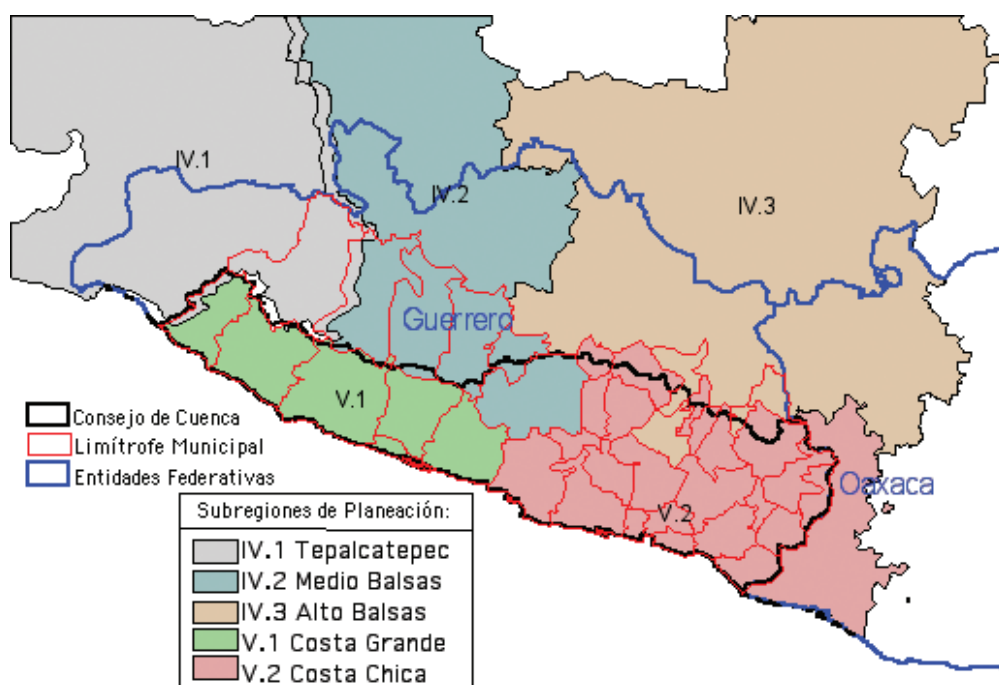 IV.1
IV.2
IV.3
Guerrero
V.1
Oaxaca
V.2
Consejo de Cuenca
Limítrofe Municipal
Entidades Federativas
Subregiones de Planeación:
IV.1 Tepalcatepec
IV.2 Medio Balsas
IV.3 Alto Balsas
V.1 Costa Grande
V.2 Costa Chica